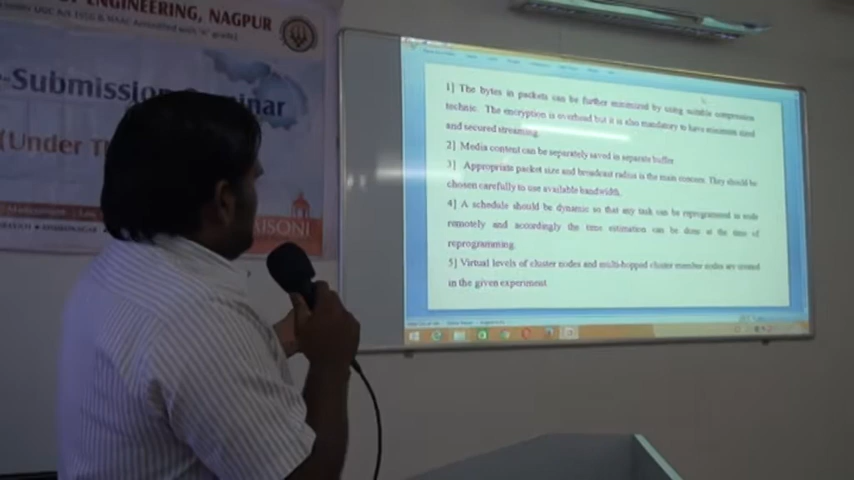 ENGINEERING, NAGPUR
-Submission Seminar
(Under
AISONI
1] The bytes in packets can be further minimized by using suitable compression
technic. The encryption is overhead but it is also mandatory to have minimum sized
and secured streaming.
2] Media content can be separately saved in separate buffer
3] Appropriate packet size and broadcast radius is the main concern. They should be
chosen carefully to use available bandwidth.
4] A schedule should be dynamic so that any task can be reprogrammed in node
remotely and accordingly the time estimation can be done at the time of
reprogramming.
5] Virtual levels of cluster nodes and multi-hopped cluster member nodes are created
in the given experiment.